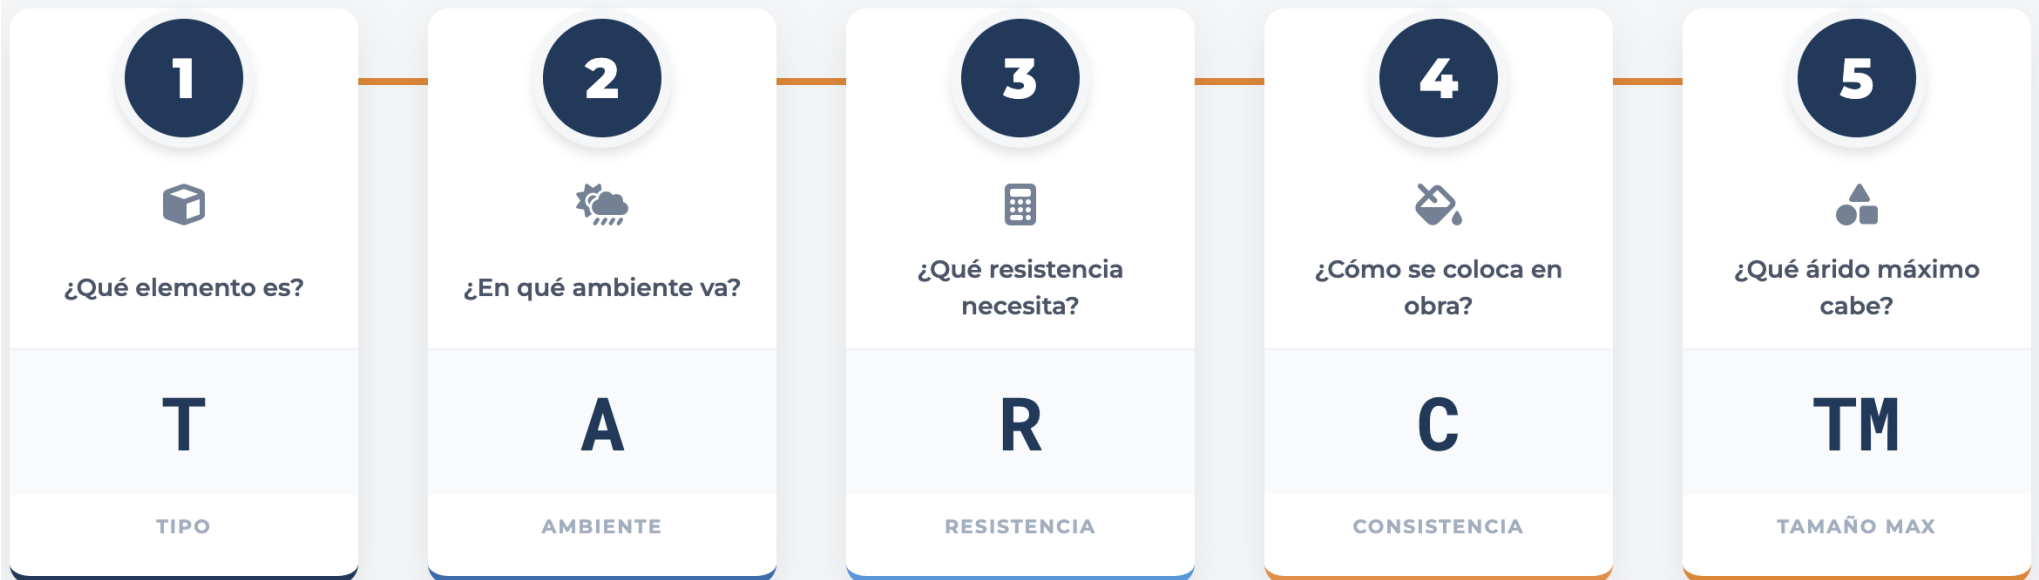 1
¿Qué elemento es?
T
TIPO
2
¿En qué ambiente va?
A
AMBIENTE
3
¿Qué resistencia
necesita?
R
RESISTENCIA
4
¿Cómo se coloca en
obra?
C
CONSISTENCIA
5
¿Qué árido máximo
cabe?
TM
TAMAÑO MAX